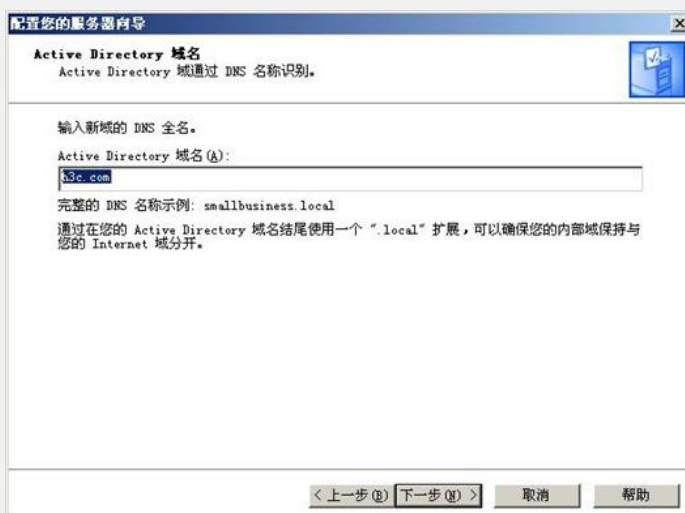 配置您的服务器向导
Active Directory 域名
Active Directory 域通过 DNS 名称识别。
输入新域的 DNS 全名。
Active Directory 域名(A):
h3c.com
完整的 DNS 名称示例: smallbusiness.local
通过在您的 Active Directory 域名结尾使用一个 “.local” 扩展，可以确保您的内部域保持与
您的 Internet 域分开。
< 上一步(B)
下一步(N) >
取消
帮助